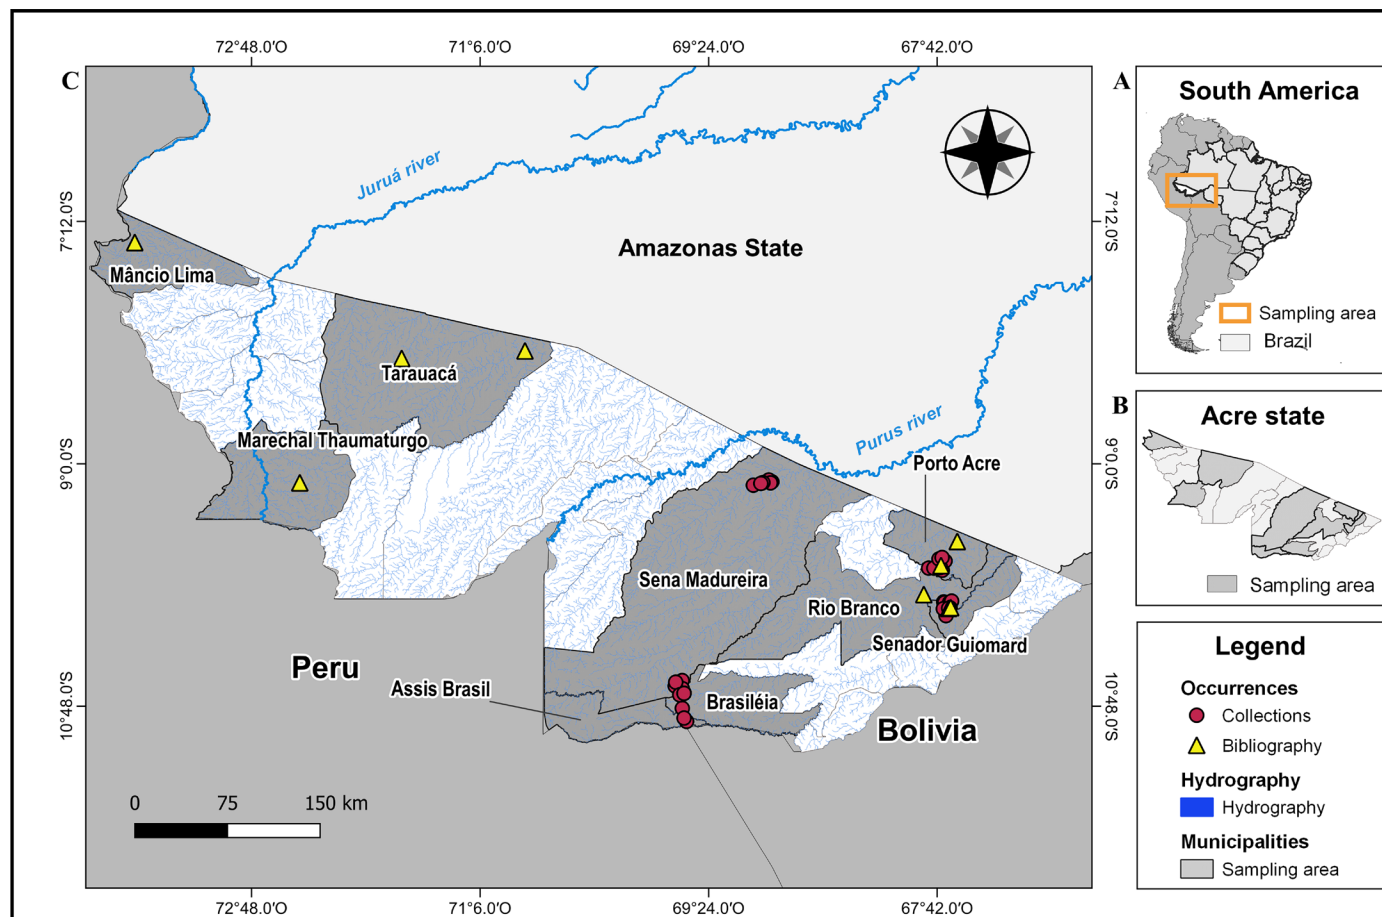 72°48.0'O
71°6.0'O
69°24.0'O
67°42.0'O
C
Juruá river
7°12.0'S
7°12.0'S
Amazonas State
Mâncio Lima
Tarauacá
Marechal Thaumaturgo
Purus river
9°0.0'S
9°0.0'S
Porto Acre
Sena Madureira
Rio Branco
Senador Guiomard
Peru
Assis Brasil
Brasiléia
10°48.0'S
10°48.0'S
Bolivia
0 75 150 km
72°48.0'O
71°6.0'O
69°24.0'O
67°42.0'O
A
South America
Sampling area
Brazil
B
Acre state
Sampling area
Legend
Occurrences
Collections
Bibliography
Hydrography
Hydrography
Municipalities
Sampling area